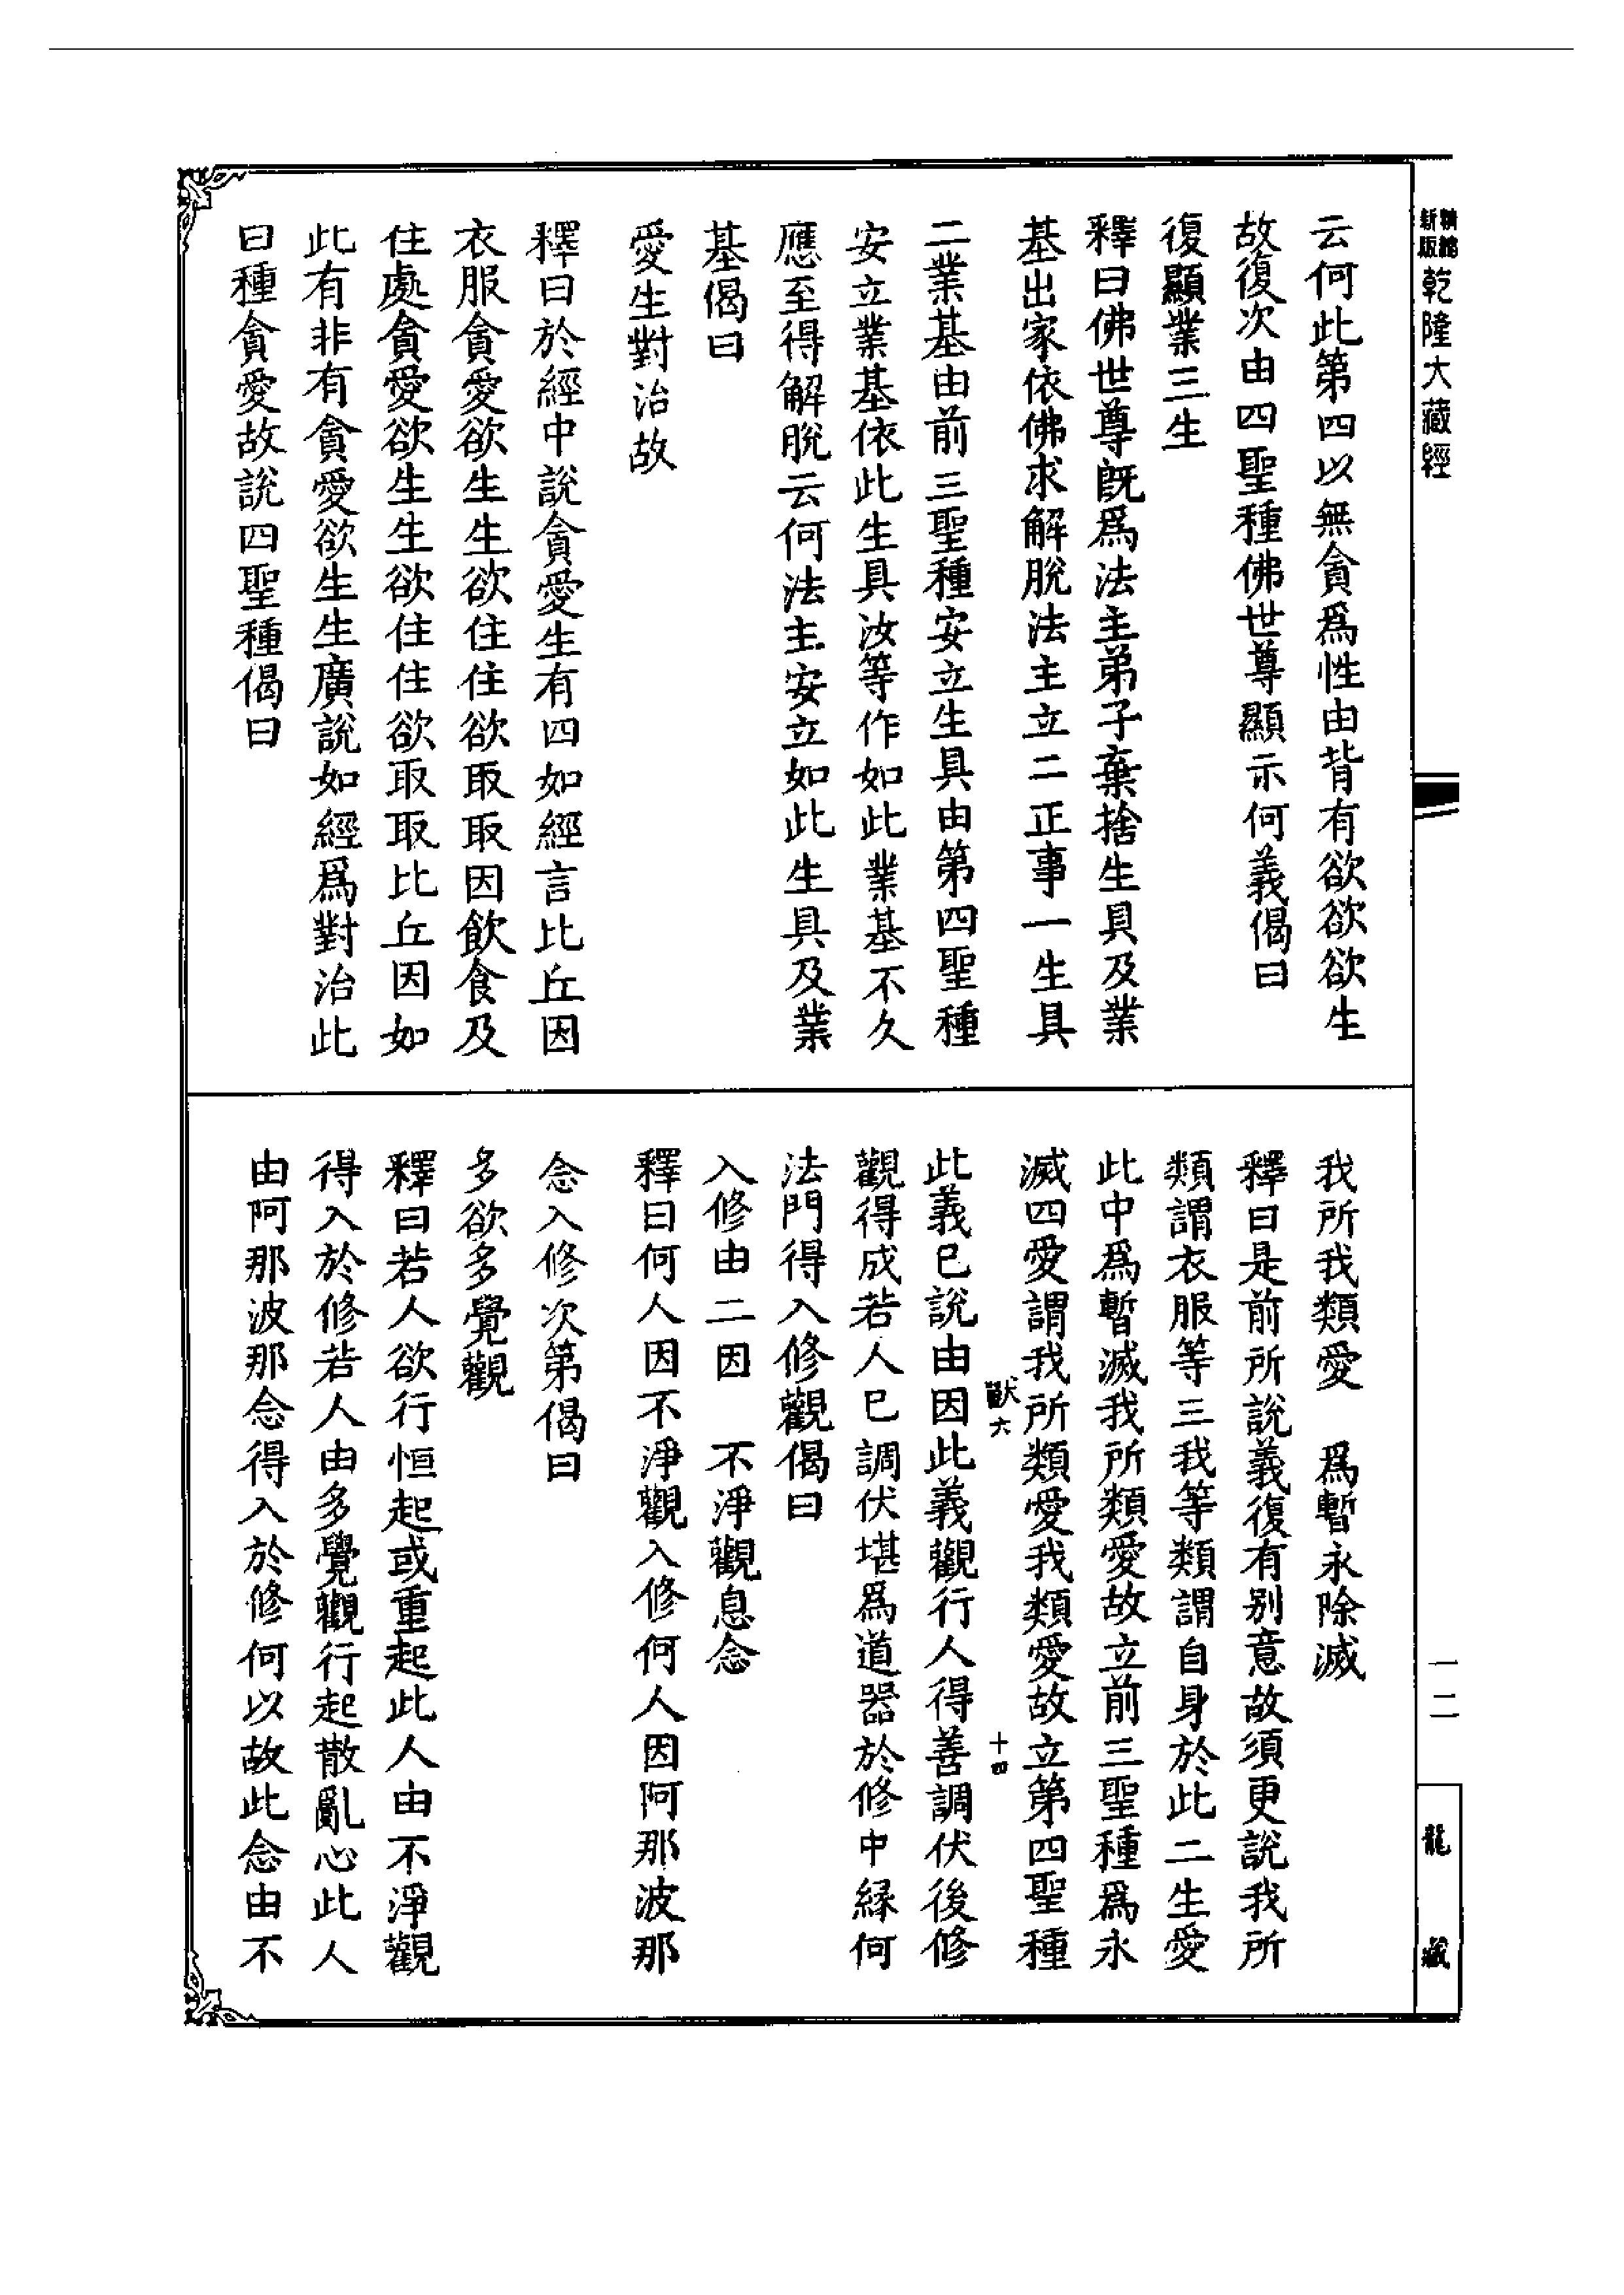 精縮新版乾隆大藏經
一二
龍藏
云何此第四以無貪爲性由背有欲欲欲生
故復次由四聖種佛世尊顯示何義偈曰
復顯業三生
釋曰佛世尊既爲法主弟子棄捨生具及業
基出家依佛求解脫法主立二正事一生具
二業基由前三聖種安立生具由第四聖種
安立業基依此生具汝等作如此業基不久
應至得解脫云何法主安立如此生具及業
基偈曰
愛生對治故
釋曰於經中說貪愛生有四如經言比丘因
衣服貪愛欲生生欲住住欲取取因飲食及
住處貪愛欲生生欲住住欲取取比丘因如
此有非有貪愛欲生生廣說如經爲對治此
曰種貪愛故說四聖種偈曰
我所我類愛　爲暫永除滅
釋曰是前所說義復有別意故須更說我所
類謂衣服等三我等類謂自身於此二生愛
此中爲暫滅我所類愛故立前三聖種爲永
滅四愛謂我所類愛我類愛故立第四聖種
獸六　十四
此義已說由因此義觀行人得善調伏後修
觀得成若人已調伏堪爲道器於修中緣何
法門得入修觀偈曰
入修由二因　不淨觀息念
釋曰何人因不淨觀入修何人因阿那波那
念入修次第偈曰
多欲多覺觀
釋曰若人欲行恒起或重起此人由不淨觀
得入於修若人由多覺觀行起散亂心此人
由阿那波那念得入於修何以故此念由不